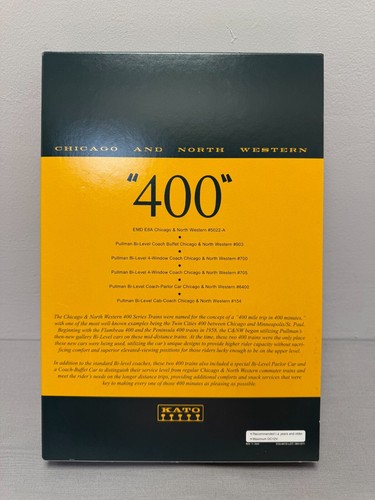 CHICAGO AND NORTH WESTERN
"400"
EMD E8A Chicago & North Western #5022-A
Pullman Bi-Level Coach Buffet Chicago & North Western #903
Pullman Bi-Level 4-Window Coach Chicago & North Western #700
Pullman Bi-Level 4-Window Coach Chicago & North Western #705
Pullman Bi-Level Coach-Parlor Car Chicago & North Western #6400
Pullman Bi-Level Cab-Coach Chicago & North Western #154
The Chicago & North Western 400 Series Trains were named for the concept of a "400 mile trip in 400 minutes,"
with one of the most well known examples being the Twin Cities 400 between Chicago and Minneapolis/St. Paul.
Beginning with the Flambeau 400 and the Peninsula 400 trains in 1958, the C&NW began utilizing Pullman's
then new gallery Bi-level cars on these mid distance trains. At the time, these two 400 trains were the only place
these new cars were being used, utilizing the car's unique designs to provide higher rider capacity without sacri-
ficing comfort and superior elevated viewing positions for those riders lucky enough to be on the upper level.
In addition to the standard Bi-level coaches, these two 400 trains also included a special Bi-Level Parlor Car and
a Coach-Buffet Car to distinguish their service level from regular Chicago & North Western commuter trains and
meet the rider's needs on the longer distance trips, providing additional comforts and coach services that were
key to making every one of those 400 minutes as pleasing as possible.
KATO